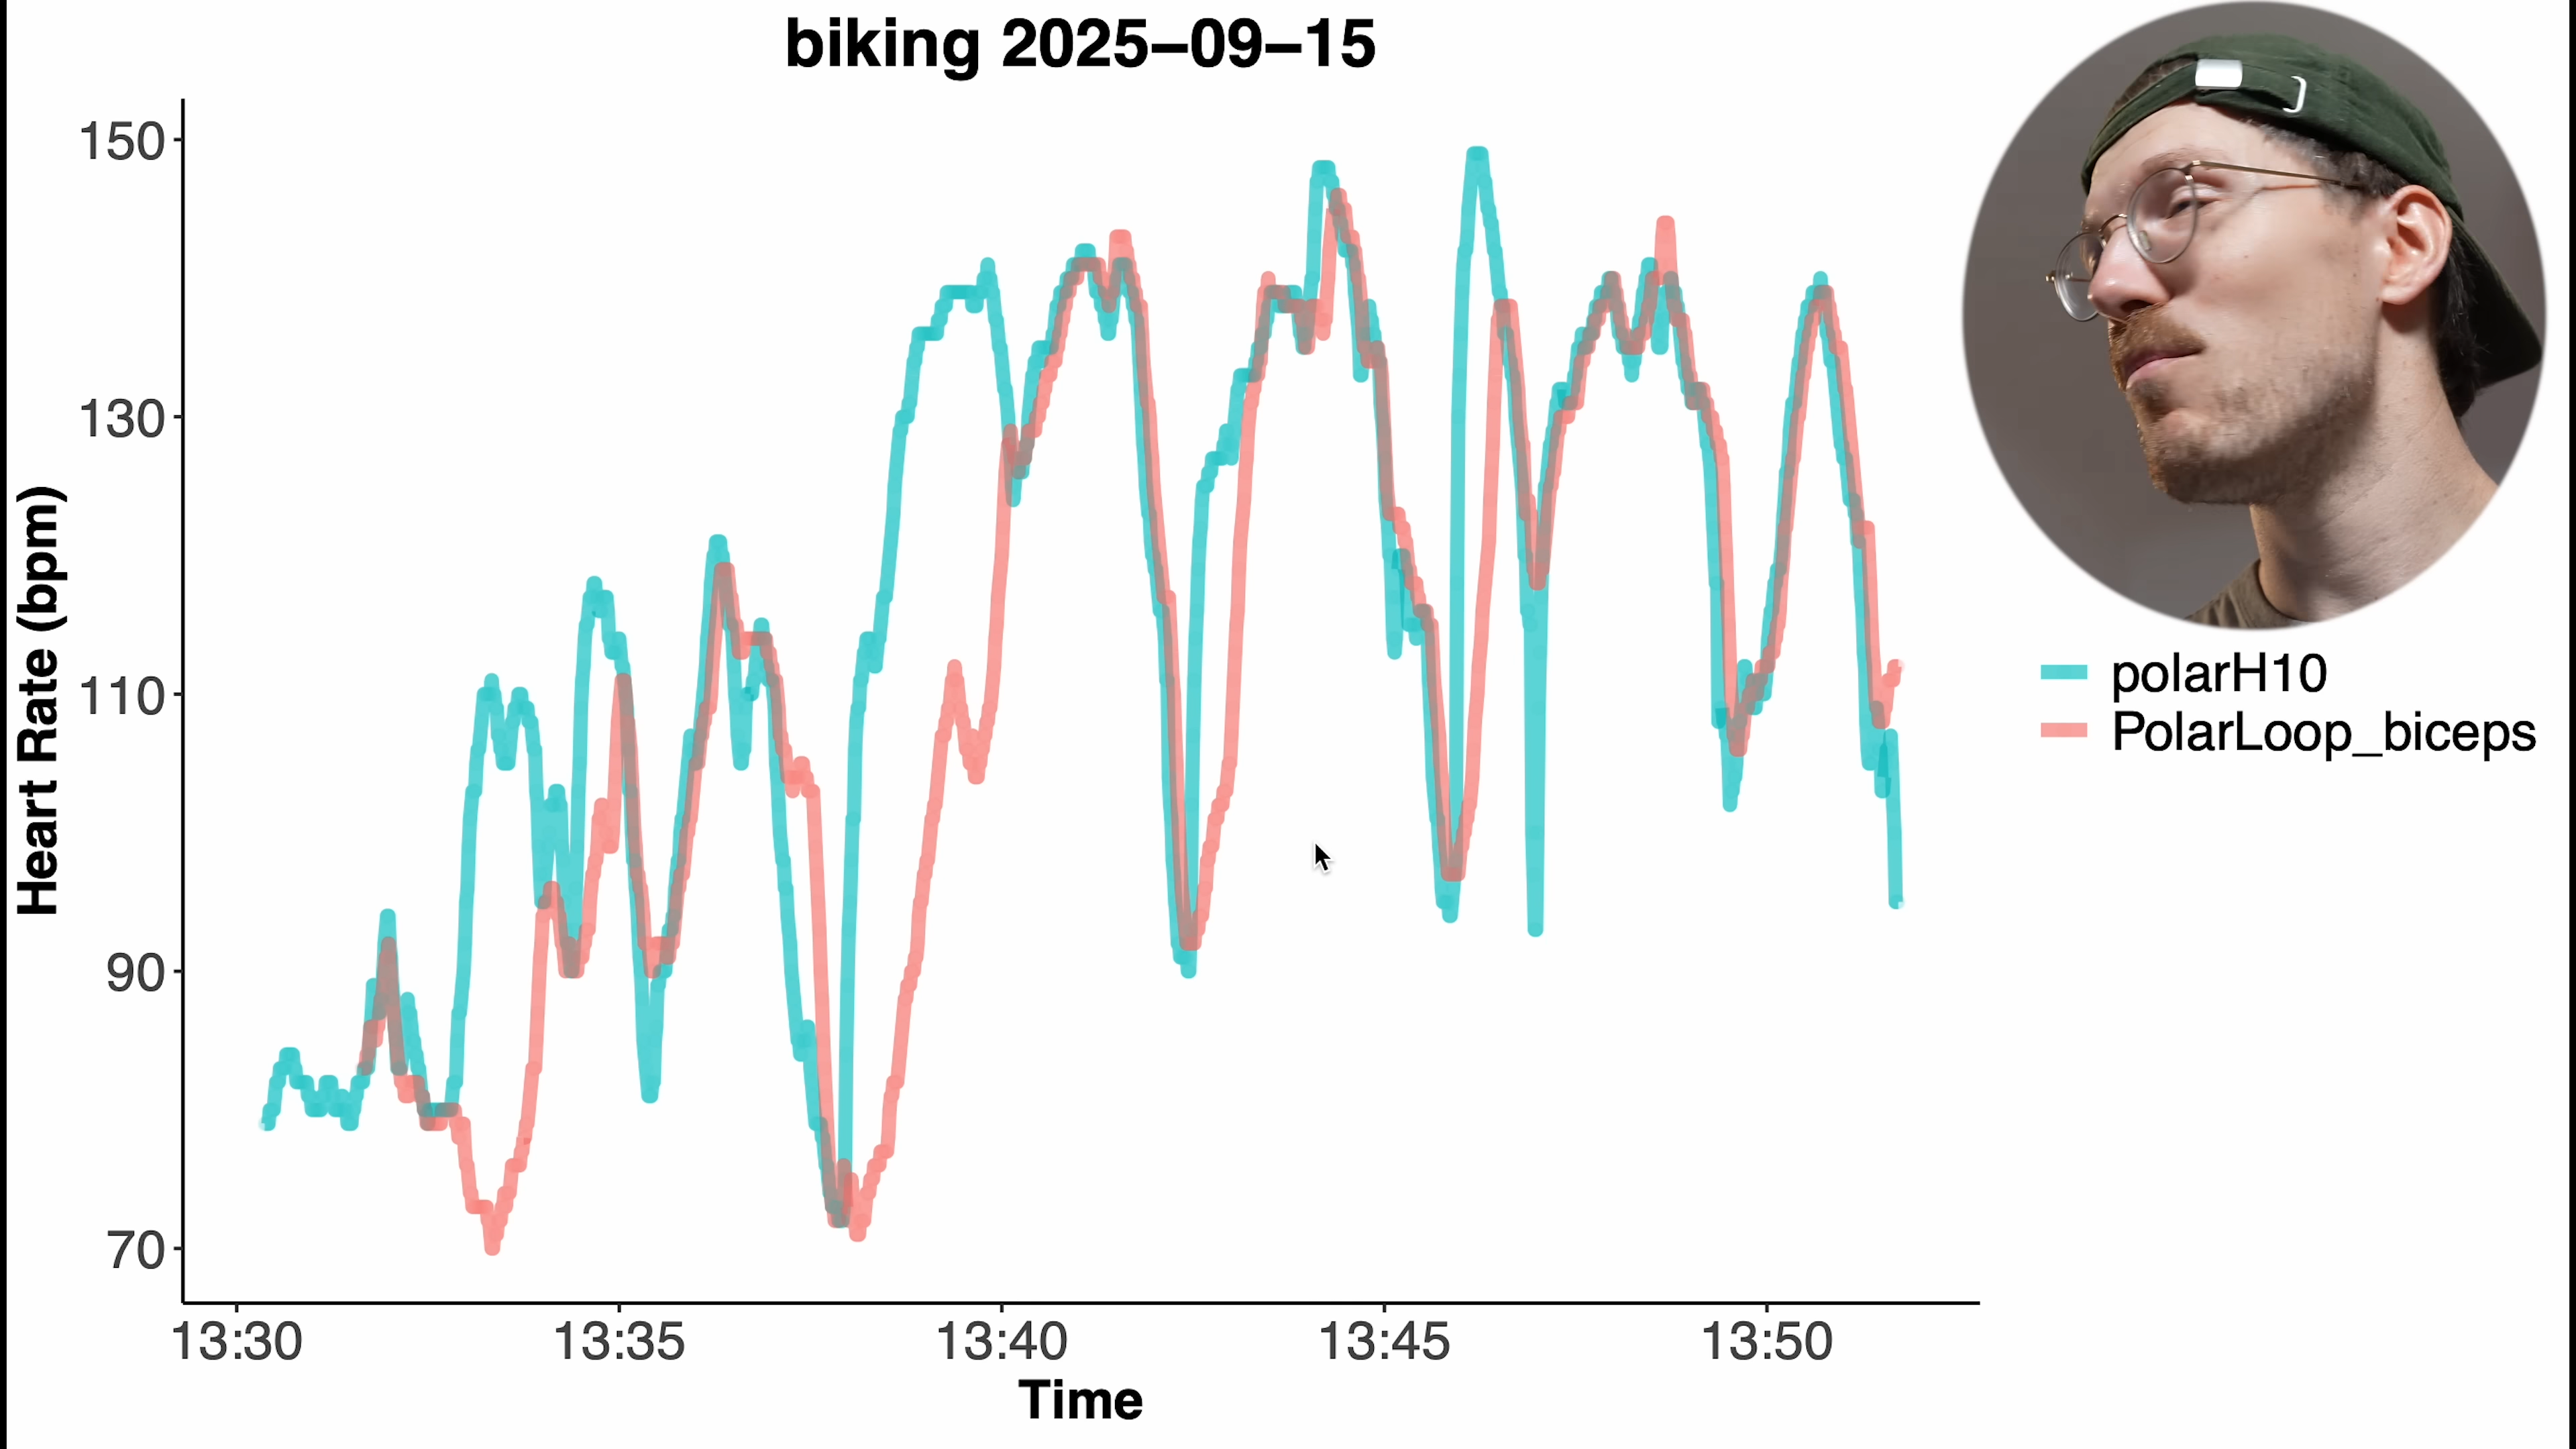 biking 2025–09–15
Heart Rate (bpm)
150
130
110
90
70
13:30
13:35
13:40
13:45
13:50
Time
polarH10
PolarLoop_biceps